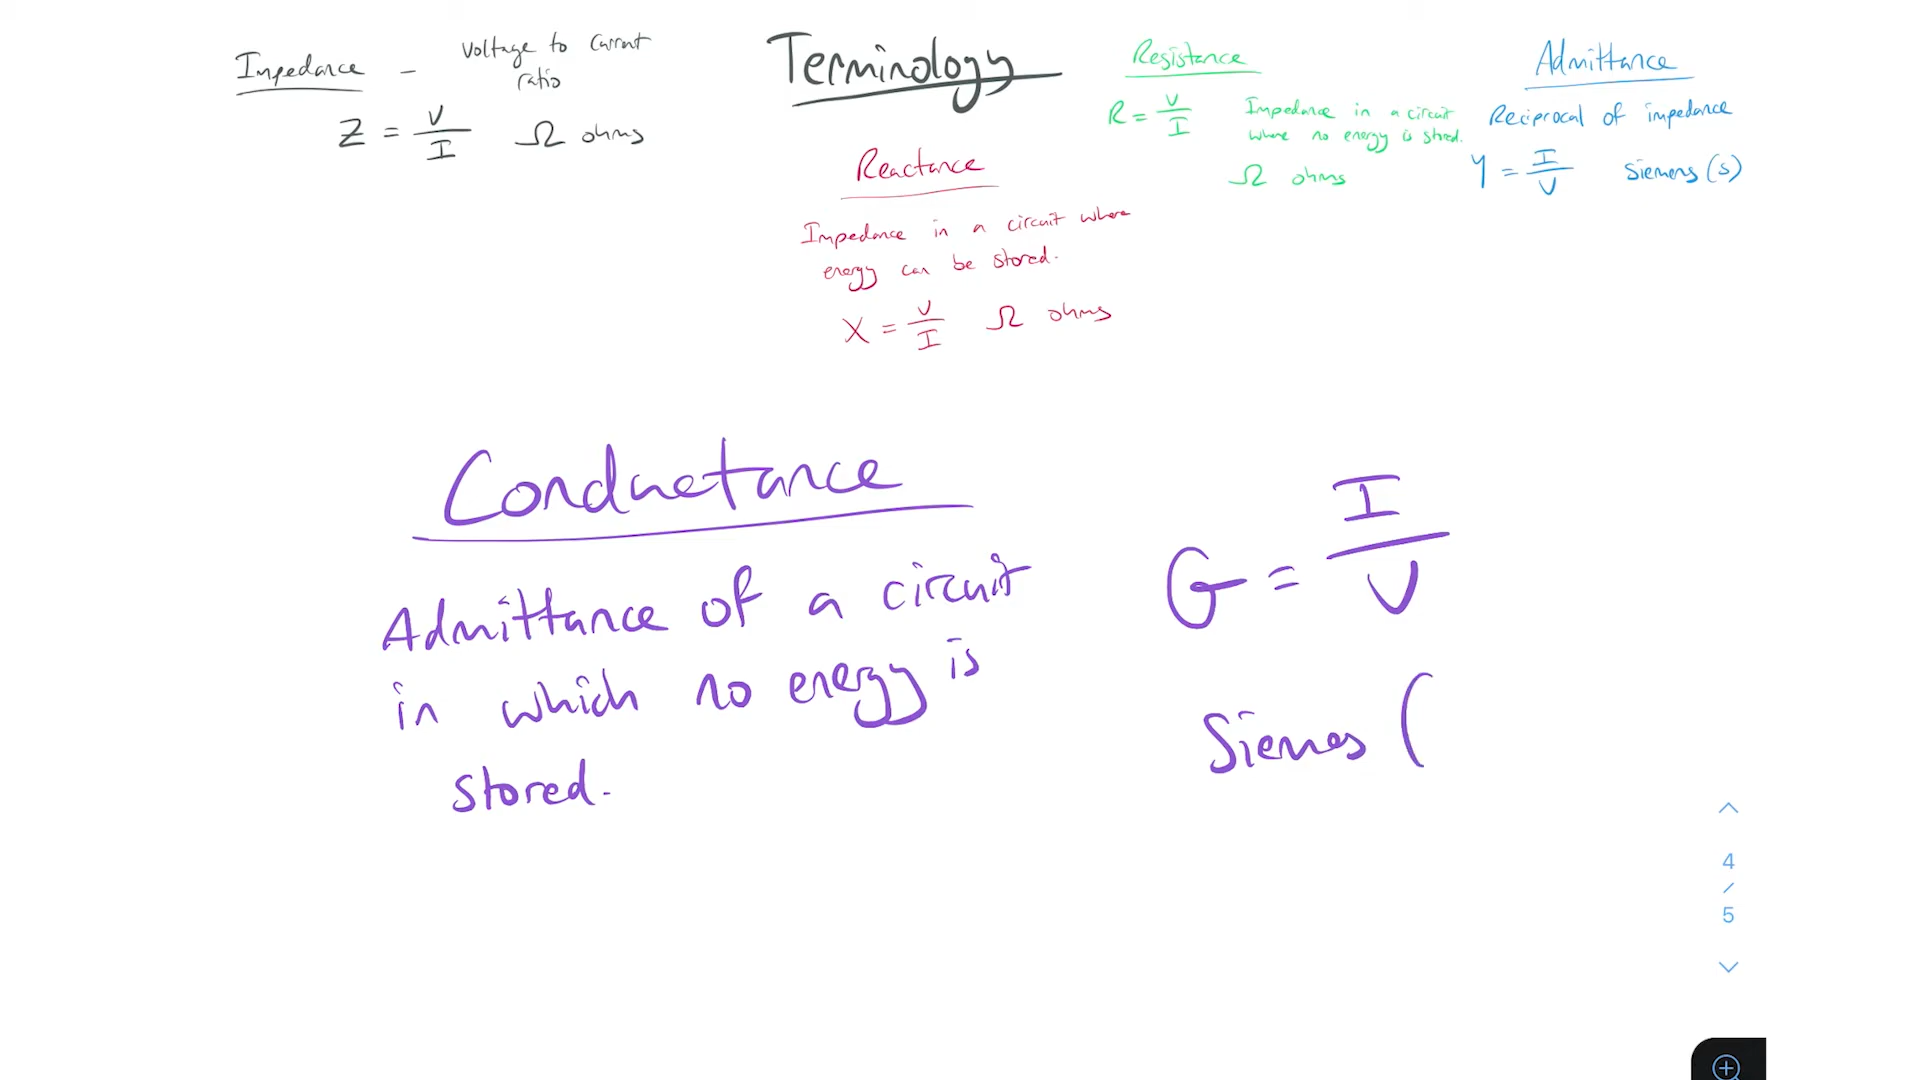 Impedance - Voltage to Current
ratio
Z = V/I Ω ohms
Terminology
Reactance
Impedance in a circuit where
energy can be stored.
X = V/I Ω ohms
Resistance
R = V/I Impedance in a circuit
where no energy is stored.
Ω ohms
Admittance
Reciprocal of impedance
Y = I/V Siemens (S)
Conductance
Admittance of a circuit
in which no energy is
stored.
G = I/V
Siemes (
4
/
5